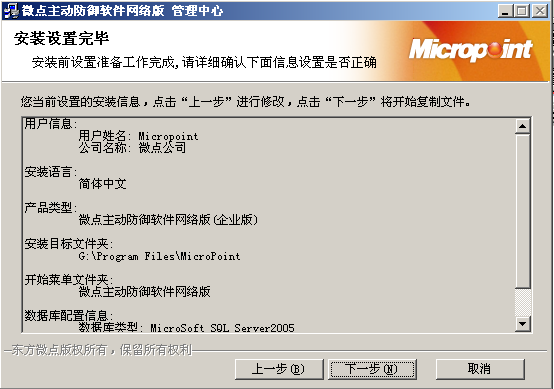 微点主动防御软件网络版 管理中心
安装设置完毕
安装前设置准备工作完成,请详细确认下面信息设置是否正确
Micropoint
您当前设置的安装信息，点击“上一步”进行修改，点击“下一步”将开始复制文件。
用户信息:
用户姓名: Micropoint
公司名称: 微点公司
安装语言:
简体中文
产品类型:
微点主动防御软件网络版(企业版)
安装目标文件夹:
G:\Program Files\MicroPoint
开始菜单文件夹:
微点主动防御软件网络版
数据库配置信息:
数据库类型: MicroSoft SQL Server2005
东方微点版权所有，保留所有权利
上一步(B) 下一步(N) 取消